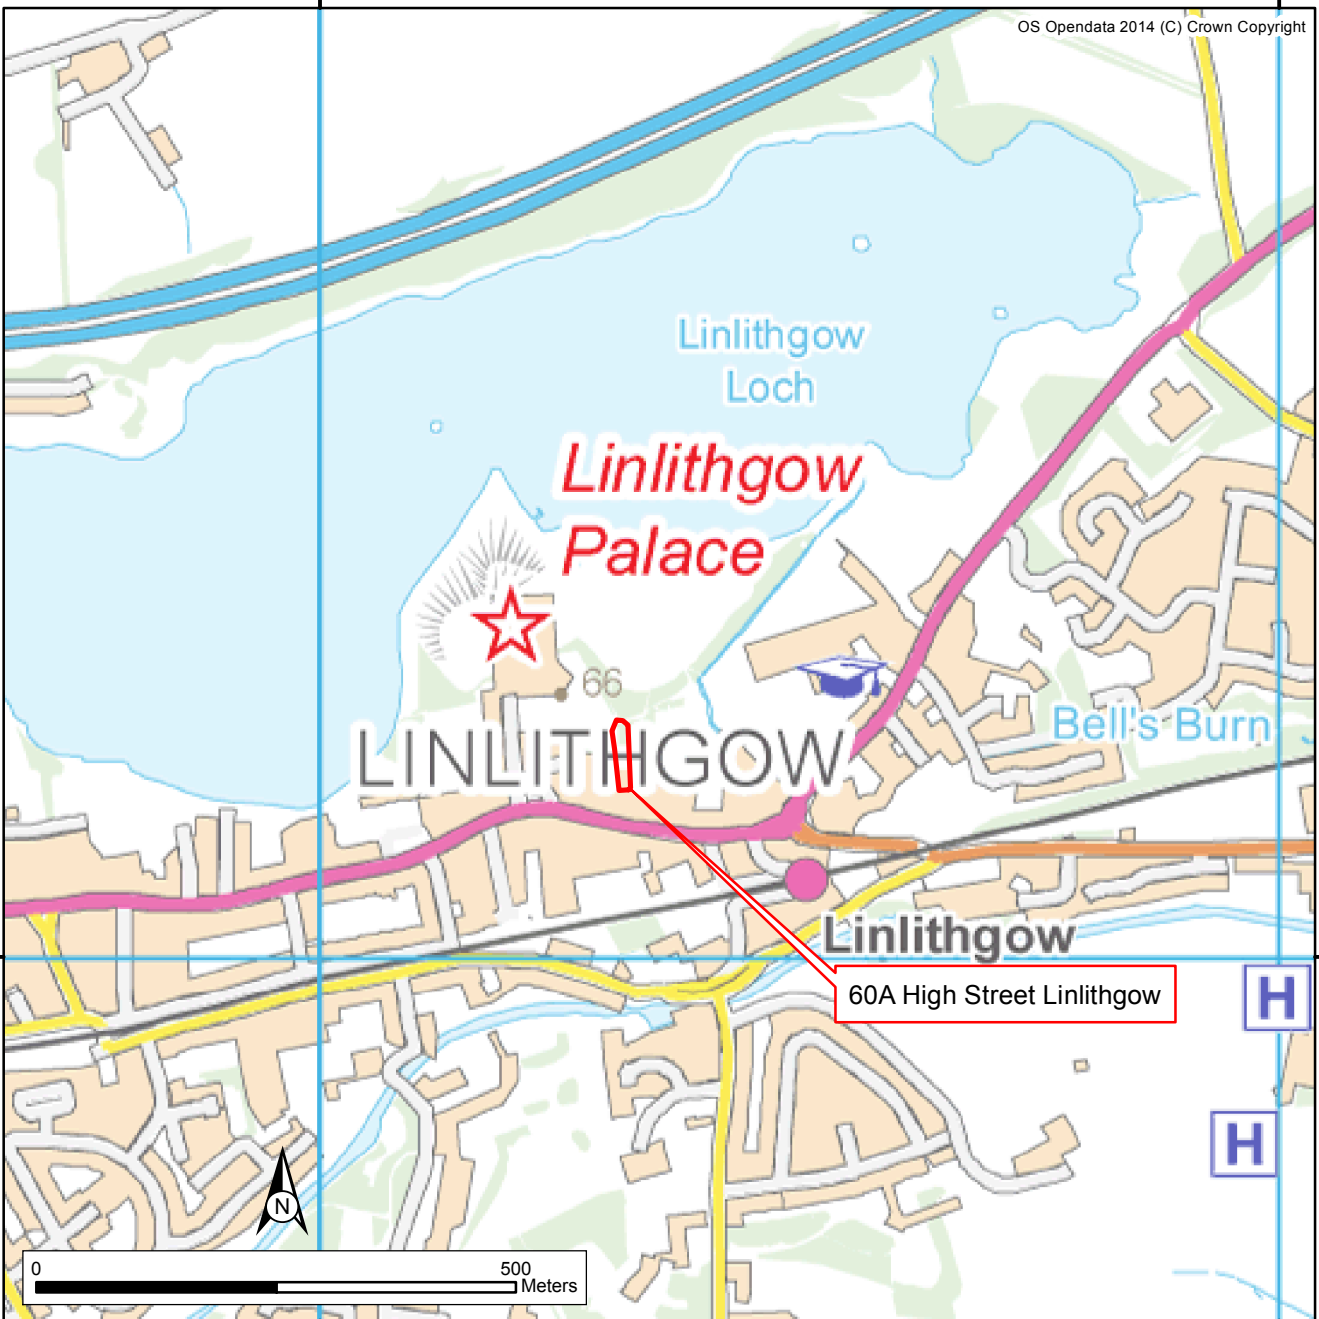 OS Opendata 2014 (C) Crown Copyright
Linlithgow
Loch
Linlithgow
Palace
66
LINLITHGOW
Bell's Burn
Linlithgow
60A High Street Linlithgow
H
H
N
0 500
Meters